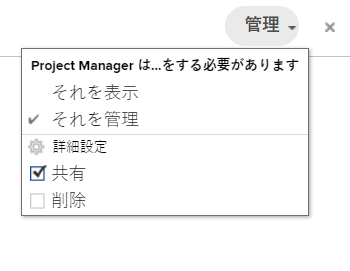 管理
Project Manager は...をする必要があります
それを表示
それを管理
詳細設定
共有
削除